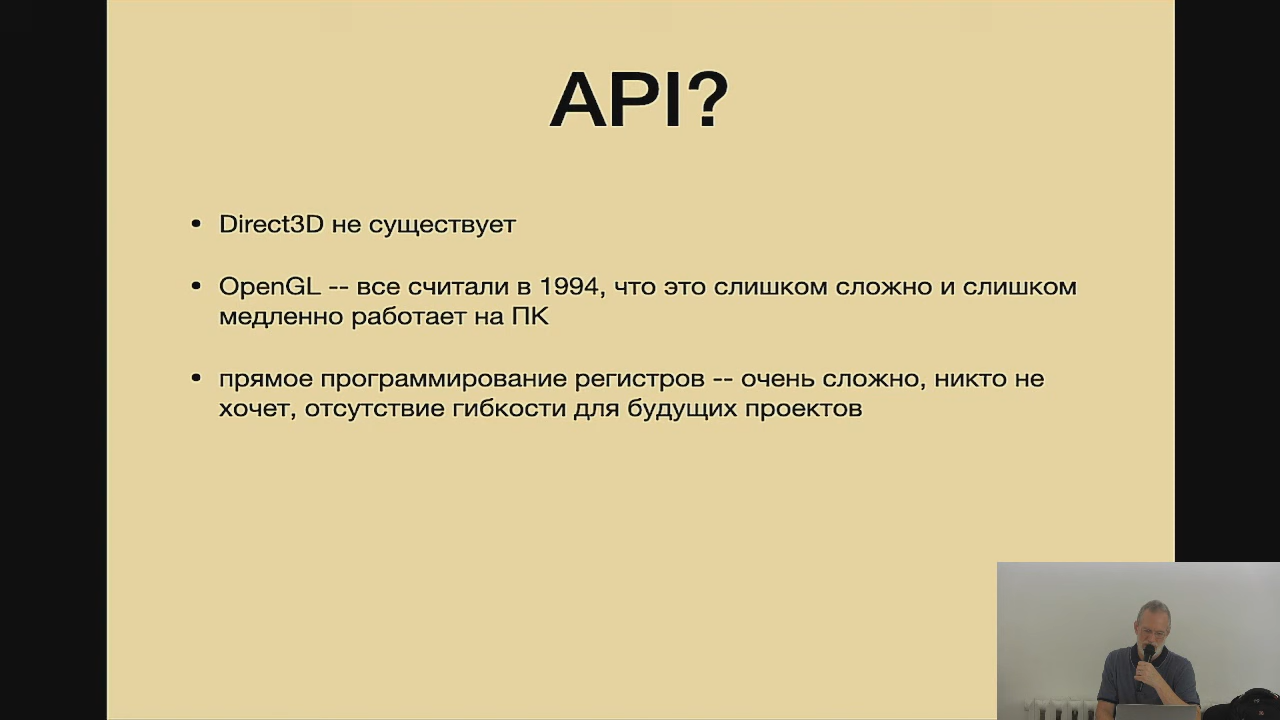 API?
• Direct3D не существует
• OpenGL -- все считали в 1994, что это слишком сложно и слишком
медленно работает на ПК
• прямое программирование регистров -- очень сложно, никто не
хочет, отсутствие гибкости для будущих проектов